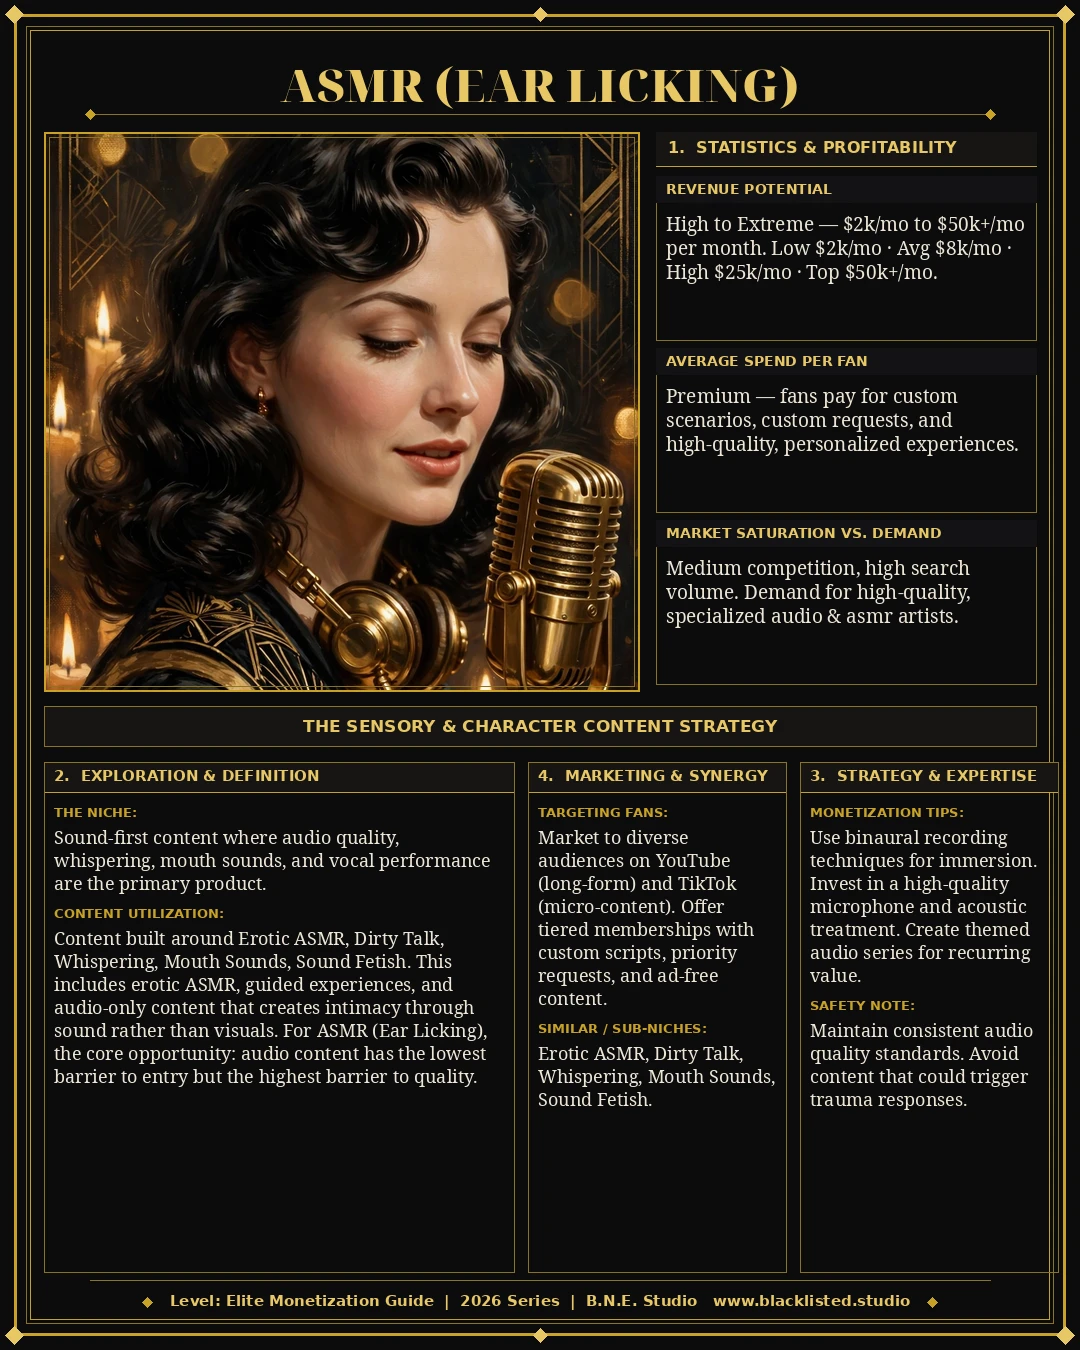 ASMR (EAR LICKING)
1. STATISTICS & PROFITABILITY
REVENUE POTENTIAL
High to Extreme — $2k/mo to $50k+/mo
per month. Low $2k/mo · Avg $8k/mo ·
High $25k/mo · Top $50k+/mo.
AVERAGE SPEND PER FAN
Premium — fans pay for custom
scenarios, custom requests, and
high-quality, personalized experiences.
MARKET SATURATION VS. DEMAND
Medium competition, high search
volume. Demand for high-quality,
specialized audio & asmr artists.
THE SENSORY & CHARACTER CONTENT STRATEGY
2. EXPLORATION & DEFINITION
THE NICHE:
Sound-first content where audio quality,
whispering, mouth sounds, and vocal performance
are the primary product.
CONTENT UTILIZATION:
Content built around Erotic ASMR, Dirty Talk,
Whispering, Mouth Sounds, Sound Fetish. This
includes erotic ASMR, guided experiences, and
audio-only content that creates intimacy through
sound rather than visuals. For ASMR (Ear Licking),
the core opportunity: audio content has the lowest
barrier to entry but the highest barrier to quality.
4. MARKETING & SYNERGY
TARGETING FANS:
Market to diverse
audiences on YouTube
(long-form) and TikTok
(micro-content). Offer
tiered memberships with
custom scripts, priority
requests, and ad-free
content.
SIMILAR / SUB-NICHES:
Erotic ASMR, Dirty Talk,
Whispering, Mouth Sounds,
Sound Fetish.
3. STRATEGY & EXPERTISE
MONETIZATION TIPS:
Use binaural recording
techniques for immersion.
Invest in a high-quality
microphone and acoustic
treatment. Create themed
audio series for recurring
value.
SAFETY NOTE:
Maintain consistent audio
quality standards. Avoid
content that could trigger
trauma responses.
Level: Elite Monetization Guide | 2026 Series | B.N.E. Studio www.blacklisted.studio